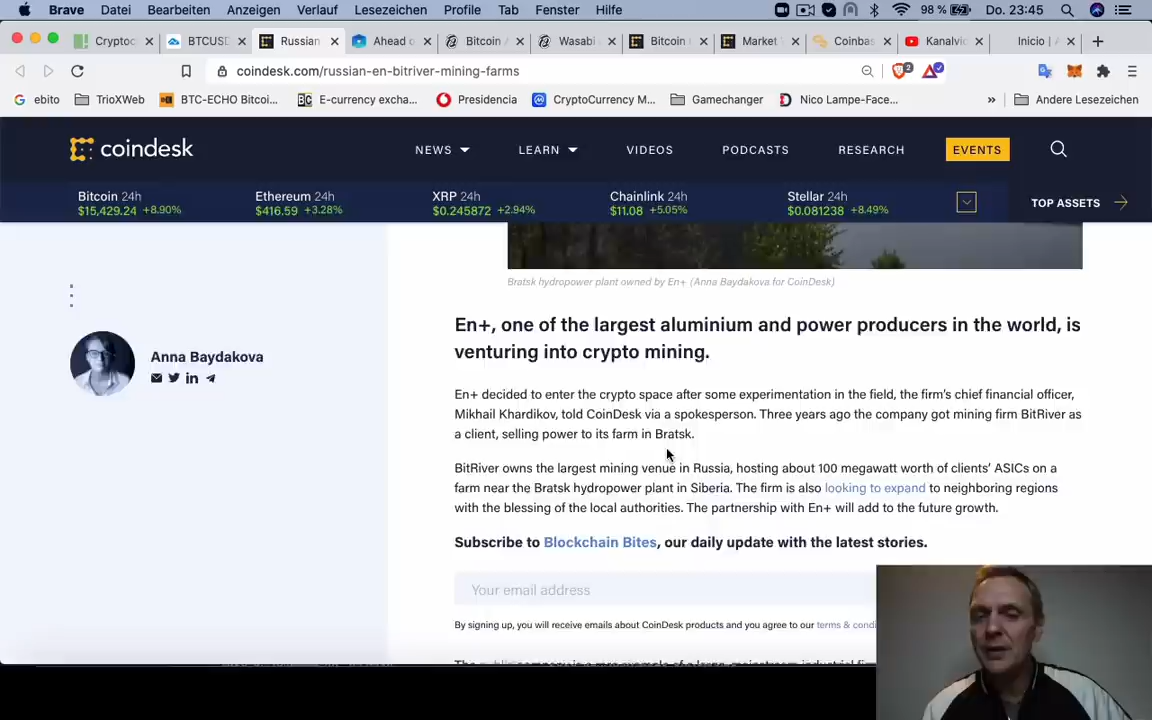 Brave Datei Bearbeiten Anzeigen Verlauf Lesezeichen Profile Tab Fenster Hilfe 98 % Do. 23:45
Cryptoc BTCUSD Russian Ahead o Bitcoin / Wasabi Bitcoin Market Coinbas Kanalvic Inicio | A
coindesk.com/russian-en-bitriver-mining-farms 2
ebito TrioXWeb BTC-ECHO Bitcoi... E-currency excha... Presidencia CryptoCurrency M... Gamechanger Nico Lampe-Face... » Andere Lesezeichen
coindesk NEWS LEARN VIDEOS PODCASTS RESEARCH EVENTS
Bitcoin 24h Ethereum 24h XRP 24h Chainlink 24h Stellar 24h
$15,429.24 +8.90% $416.59 +3.28% $0.245872 +2.94% $11.08 +5.05% $0.081238 +8.49% TOP ASSETS
Bratsk hydropower plant owned by En+ (Anna Baydakova for CoinDesk)
En+, one of the largest aluminium and power producers in the world, is
venturing into crypto mining.
Anna Baydakova
En+ decided to enter the crypto space after some experimentation in the field, the firm's chief financial officer,
Mikhail Khardikov, told CoinDesk via a spokesperson. Three years ago the company got mining firm BitRiver as
a client, selling power to its farm in Bratsk.
BitRiver owns the largest mining venue in Russia, hosting about 100 megawatt worth of clients' ASICs on a
farm near the Bratsk hydropower plant in Siberia. The firm is also looking to expand to neighboring regions
with the blessing of the local authorities. The partnership with En+ will add to the future growth.
Subscribe to Blockchain Bites, our daily update with the latest stories.
Your email address
By signing up, you will receive emails about CoinDesk products and you agree to our terms & condi